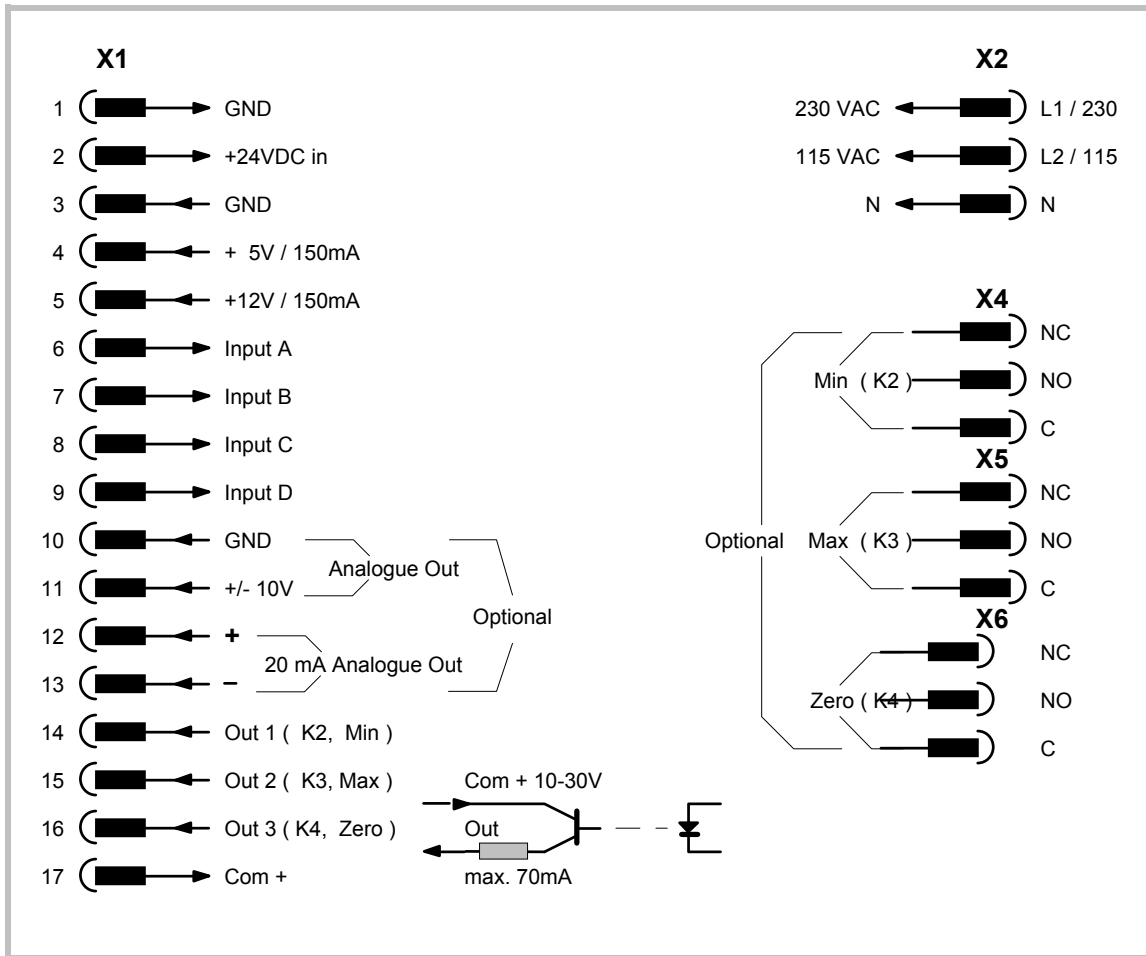 X1
1 GND
2 +24VDC in
3 GND
4 + 5V / 150mA
5 +12V / 150mA
6 Input A
7 Input B
8 Input C
9 Input D
10 GND
11 +/- 10V
Analogue Out
12 +
13 −
20 mA Analogue Out
Optional
14 Out 1 ( K2, Min )
15 Out 2 ( K3, Max )
16 Out 3 ( K4, Zero )
17 Com +
Com + 10-30V
Out
max. 70mA
X2
230 VAC L1 / 230
115 VAC L2 / 115
N N
X4
NC
Min ( K2 ) NO
C
X5
NC
Optional Max ( K3 ) NO
C
X6
NC
Zero ( K4 ) NO
C